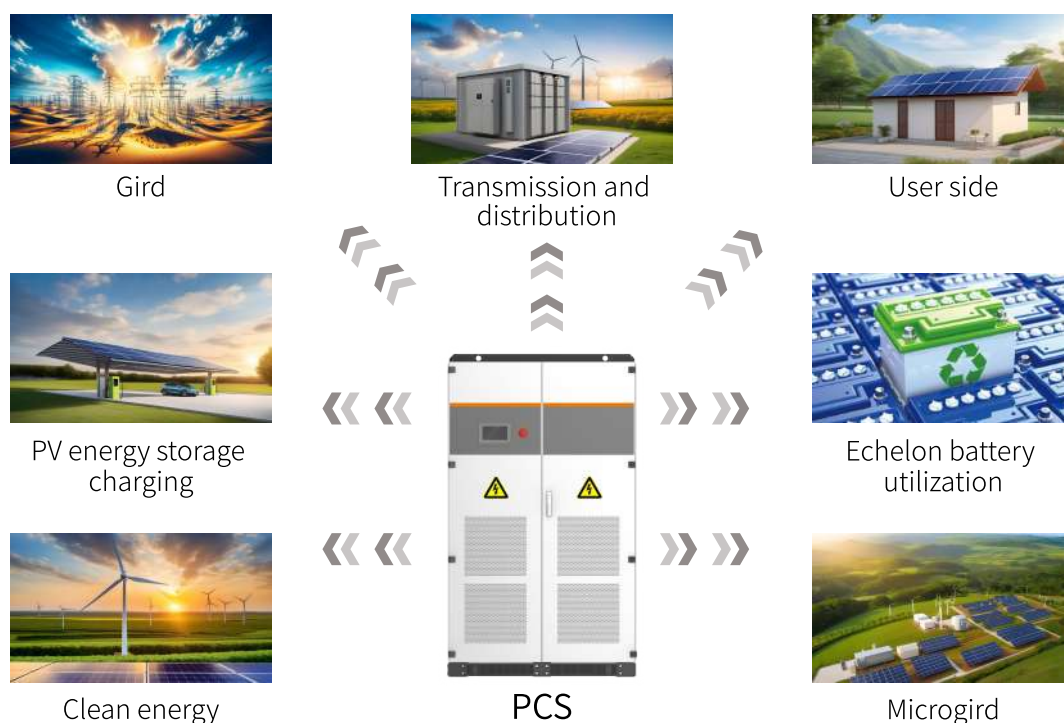 Gird
Transmission and
distribution
User side
PV energy storage
charging
Echelon battery
utilization
Clean energy
PCS
Microgird